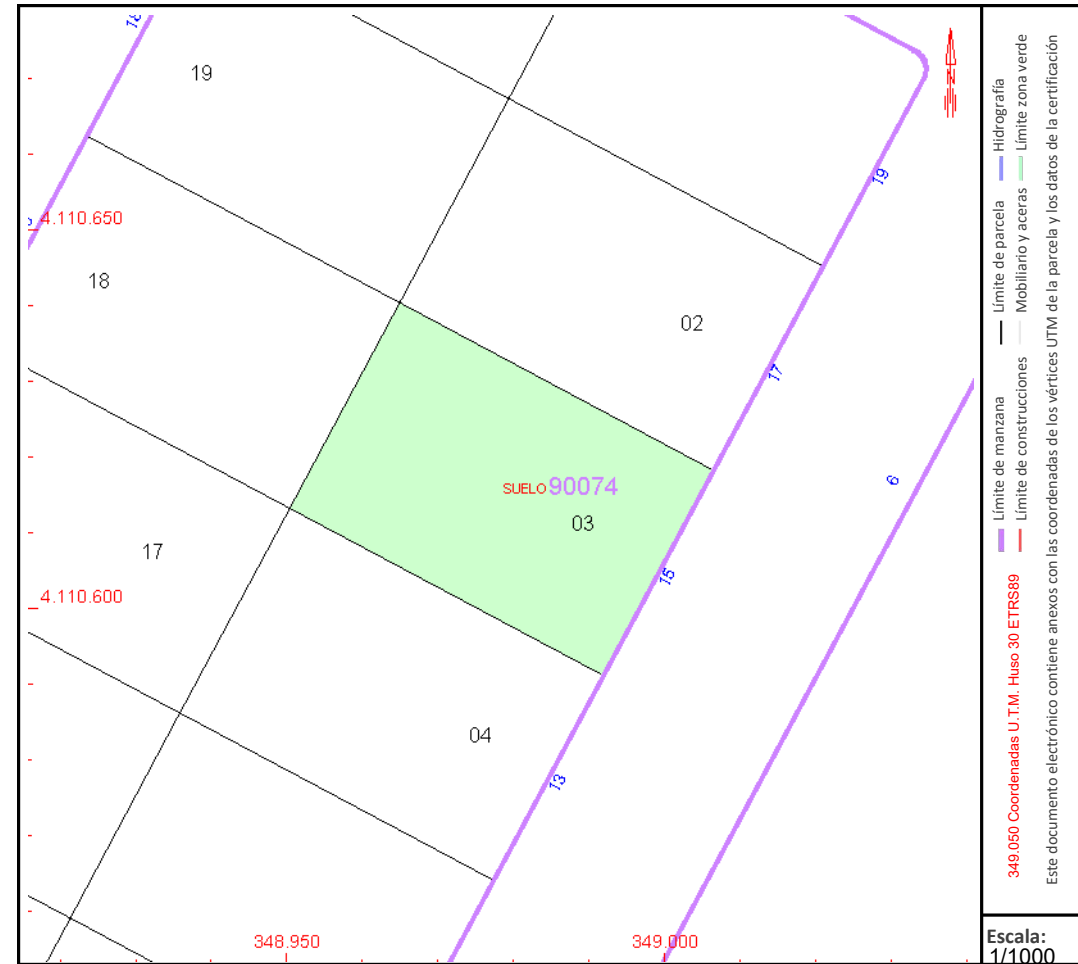 18
19
4.110.650
18
19
02
17
6
SUELO 90074
03
17
15
4.110.600
04
13
348.950
349.000
N
Hidrografía
Límite zona verde
Límite de parcela
Mobiliario y aceras
Límite de manzana
Límite de construcciones
349.050 Coordenadas U.T.M. Huso 30 ETRS89
Este documento electrónico contiene anexos con las coordenadas de los vértices UTM de la parcela y los datos de la certificación
Escala:
1/1000